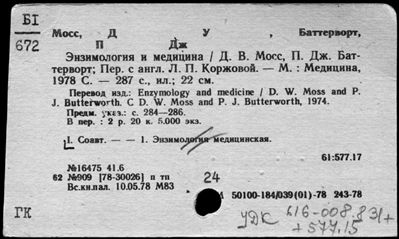 БІ
672
Мосс, Д У , Баттерворт,
П Дж
Энзимология и медицина / Д. В. Мосс, П. Дж. Бат-
терворт; Пер. с англ. Л. П. Коржовой. — М. : Медицина,
1978 С. — 287 с., ил.; 22 см.
Перевод изд.: Enzymology and medicine / D. W. Moss and P.
J. Butterworth. C D. W. Moss and P. J. Butterworth, 1974.
Предм. указ.: с. 284—286.
В пер. : 2 р. 20 к. 5.000 экз.
1. Соавт. — — 1. Энзимология медицинская.
61:577.17
№16475 41.6
62 №909 [78-30026] п тп 24
Вс.кн.пал. 10.05.78 М83
А 50100-184/039(01)-78 243-78
ГК
УДК 616-008.831+
+577.15